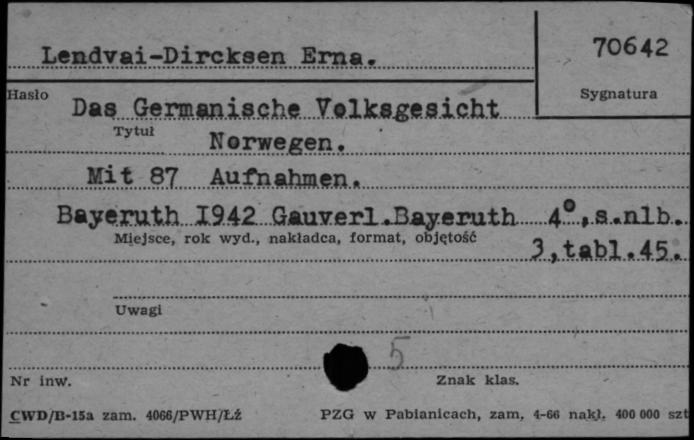 Lendvai-Dircksen Erna.
70642
Hasło
Sygnatura
Das Germanische Volksgesicht
Tytuł
Norwegen.
Mit 87 Aufnahmen.
Bayeruth I942 Gauverl.Bayeruth 4°,s.nlb.
Miejsce, rok wyd., nakładca, format, objętość
3,tabl.45.
Uwagi
5
Nr inw.
Znak klas.
CWD/B-15a zam. 4066/PWH/Łź
PZG w Pabianicach, zam. 4-66 nakł. 400 000 szt